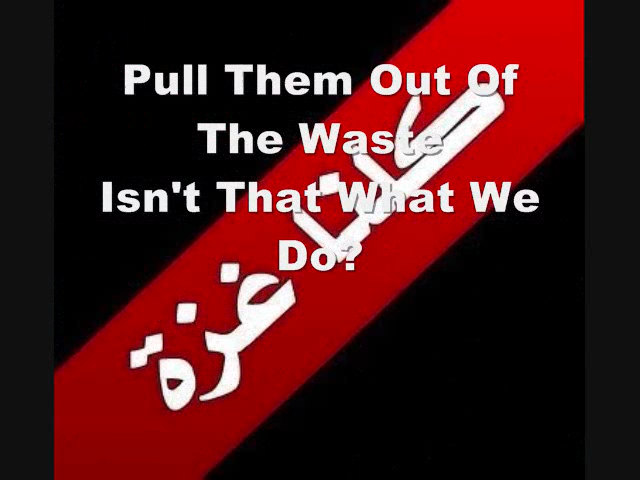 Pull Them Out Of
The Waste
Isn't That What We
Do?
كلنا غزة